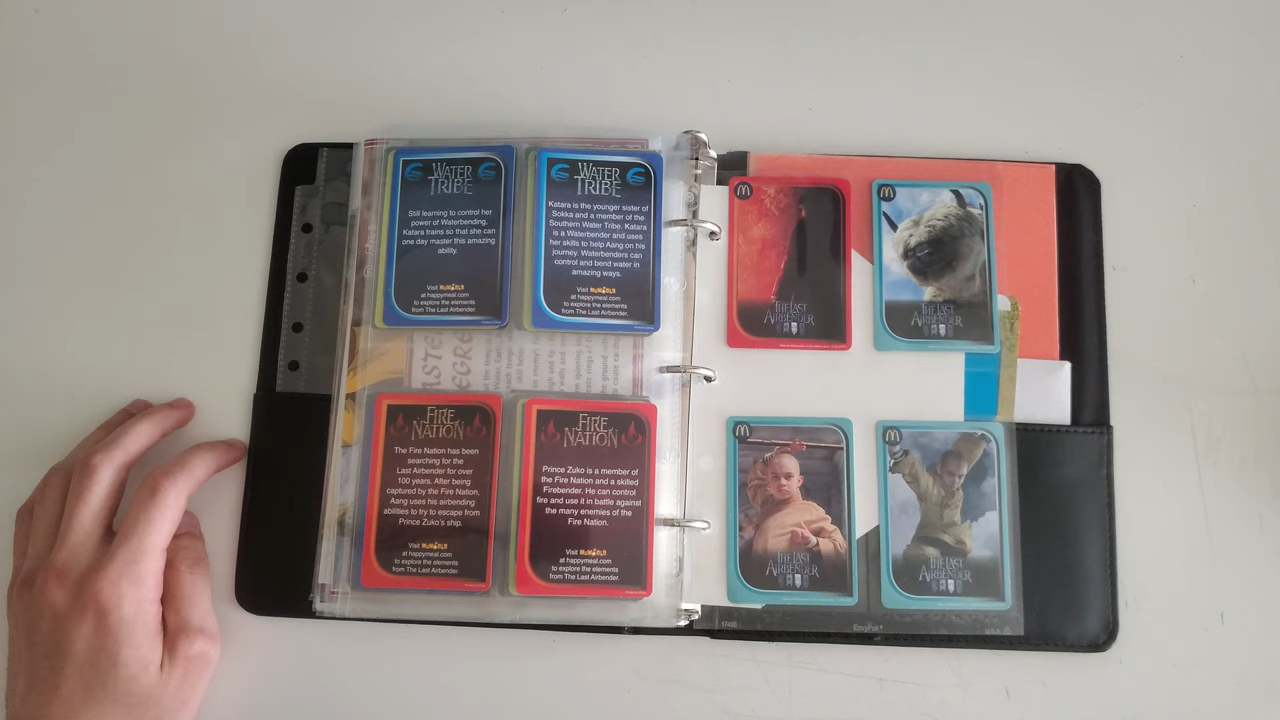 WATER
TRIBE
Still learning to control her
power of Waterbending,
Katara trains so that she can
one day master this amazing
ability.
Visit McWORLD
at happymeal.com
to explore the elements
from The Last Airbender.
WATER
TRIBE
Katara is the younger sister of
Sokka and a member of the
Southern Water Tribe. Katara
is a Waterbender and uses
her skills to help Aang on his
journey. Waterbenders can
control and bend water in
amazing ways.
Visit McWORLD
at happymeal.com
to explore the elements
from The Last Airbender.
FIRE
NATION
The Fire Nation has been
searching for the
Last Airbender for over
100 years. After being
captured by the Fire Nation,
Aang uses his airbending
abilities to try to escape from
Prince Zuko's ship.
Visit McWORLD
at happymeal.com
to explore the elements
from The Last Airbender.
FIRE
NATION
Prince Zuko is a member of
the Fire Nation and a skilled
Firebender. He can control
fire and use it in battle against
the many enemies of the
Fire Nation.
Visit McWORLD
at happymeal.com
to explore the elements
from The Last Airbender.
THE LAST
AIRBENDER
THE LAST
AIRBENDER
THE LAST
AIRBENDER
THE LAST
AIRBENDER
EnvyPak®
U.S.A.